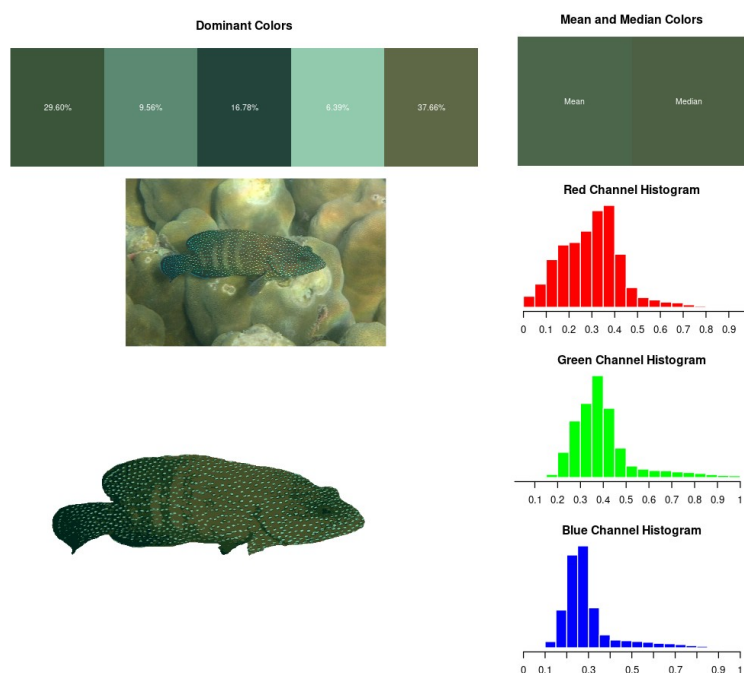 Dominant Colors
29.60%
9.56%
16.78%
6.39%
37.66%
Mean and Median Colors
Mean
Median
Red Channel Histogram
0 0.1 0.2 0.3 0.4 0.5 0.6 0.7 0.8 0.9
Green Channel Histogram
0.1 0.2 0.3 0.4 0.5 0.6 0.7 0.8 0.9 1
Blue Channel Histogram
0 0.1 0.3 0.5 0.7 0.8 0.9 1